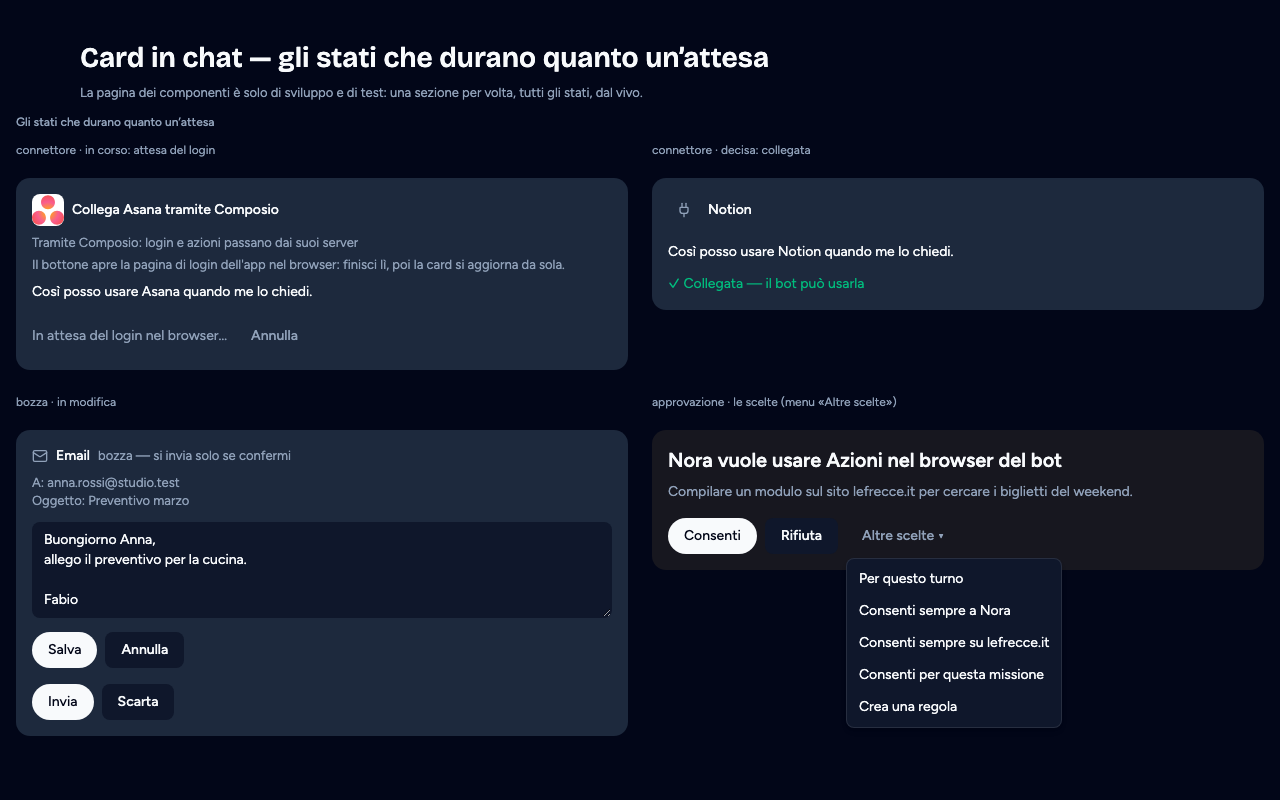 Card in chat — gli stati che durano quanto un'attesa
La pagina dei componenti è solo di sviluppo e di test: una sezione per volta, tutti gli stati, dal vivo.
Gli stati che durano quanto un'attesa
connettore · in corso: attesa del login
Collega Asana tramite Composio
Tramite Composio: login e azioni passano dai suoi server
Il bottone apre la pagina di login dell'app nel browser: finisci lì, poi la card si aggiorna da sola.
Così posso usare Asana quando me lo chiedi.
In attesa del login nel browser… Annulla
connettore · decisa: collegata
Notion
Così posso usare Notion quando me lo chiedi.
✓ Collegata — il bot può usarla
bozza · in modifica
Email bozza — si invia solo se confermi
A: anna.rossi@studio.test
Oggetto: Preventivo marzo
Buongiorno Anna,
allego il preventivo per la cucina.
Fabio
Salva Annulla
Invia Scarta
approvazione · le scelte (menu «Altre scelte»)
Nora vuole usare Azioni nel browser del bot
Compilare un modulo sul sito lefrecce.it per cercare i biglietti del weekend.
Consenti Rifiuta Altre scelte ▾
Per questo turno
Consenti sempre a Nora
Consenti sempre su lefrecce.it
Consenti per questa missione
Crea una regola